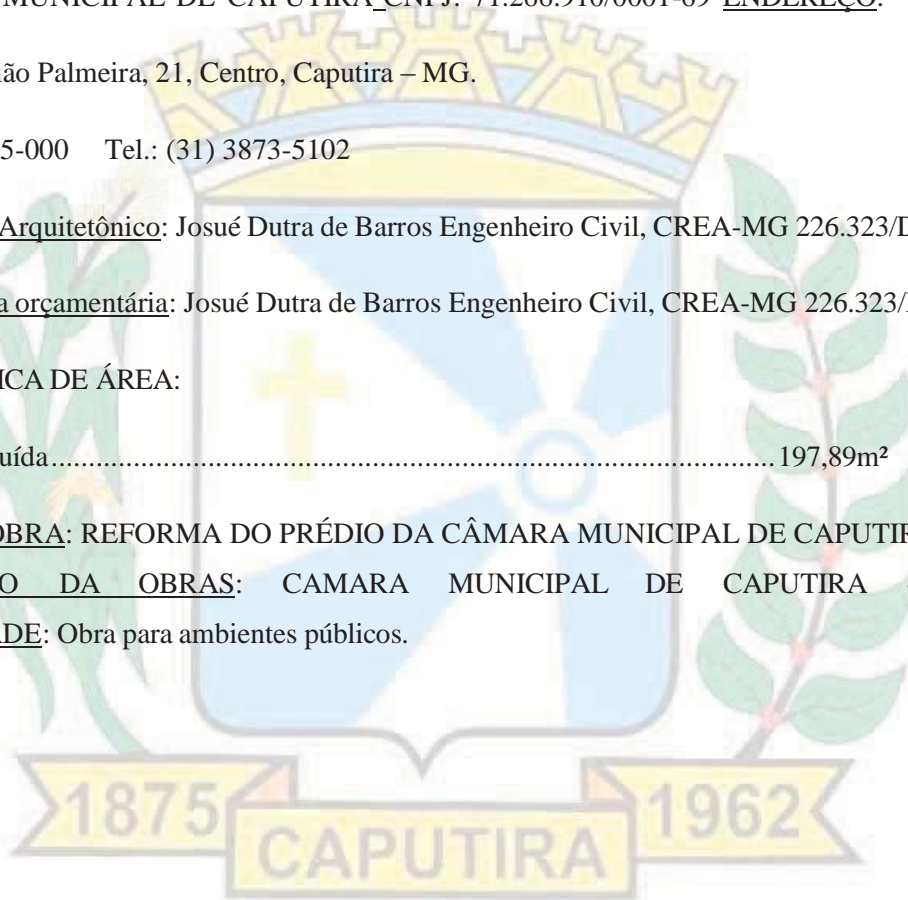 MUNICIPAL DE CAPUTIRA CNPJ: 71.266.910/0001-69 ENDEREÇO:
ião Palmeira, 21, Centro, Caputira – MG.
5-000 Tel.: (31) 3873-5102
Arquitetônico: Josué Dutra de Barros Engenheiro Civil, CREA-MG 226.323/D
a orçamentária: Josué Dutra de Barros Engenheiro Civil, CREA-MG 226.323/
ICA DE ÁREA:
uída................................................................................................197,89m²
OBRA: REFORMA DO PRÉDIO DA CÂMARA MUNICIPAL DE CAPUTIR
O DA OBRAS: CAMARA MUNICIPAL DE CAPUTIRA
ADE: Obra para ambientes públicos.
1875 CAPUTIRA 1962